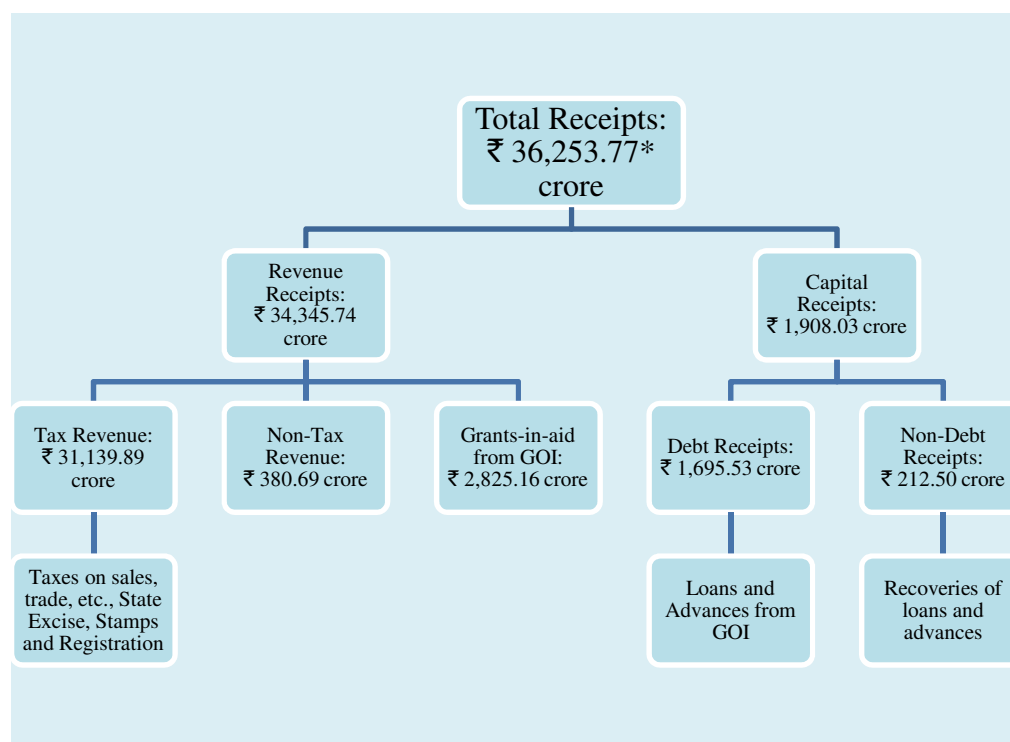 Total Receipts:
₹ 36,253.77*
crore
Revenue
Receipts:
₹ 34,345.74
crore
Capital
Receipts:
₹ 1,908.03 crore
Tax Revenue:
₹ 31,139.89
crore
Non-Tax
Revenue:
₹ 380.69 crore
Grants-in-aid
from GOI:
₹ 2,825.16 crore
Debt Receipts:
₹ 1,695.53 crore
Non-Debt
Receipts:
₹ 212.50 crore
Taxes on sales,
trade, etc., State
Excise, Stamps
and Registration
Loans and
Advances from
GOI
Recoveries of
loans and
advances